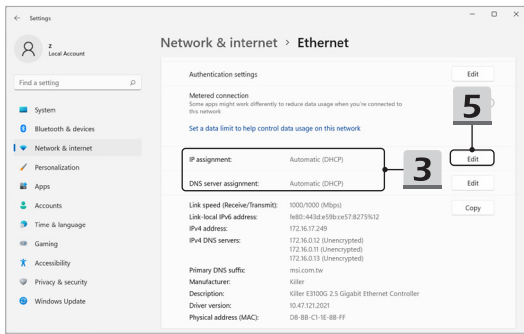 Settings
z
Local Account
Find a setting
System
Bluetooth & devices
Network & internet
Personalization
Apps
Accounts
Time & language
Gaming
Accessibility
Privacy & security
Windows Update
Network & internet > Ethernet
Authentication settings Edit
Metered connection
Some apps might work differently to reduce data usage when you're connected to
this network
5
Set a data limit to help control data usage on this network
IP assignment: Automatic (DHCP) 3 Edit
DNS server assignment: Automatic (DHCP) Edit
Link speed (Receive/Transmit): 1000/1000 (Mbps) Copy
Link-local IPv6 address: fe80::443d:e59b:ce57:8275%12
IPv4 address: 172.16.17.249
IPv4 DNS servers: 172.16.0.12 (Unencrypted)
172.16.0.11 (Unencrypted)
172.16.0.13 (Unencrypted)
Primary DNS suffix: msi.com.tw
Manufacturer: Killer
Description: Killer E3100G 2.5 Gigabit Ethernet Controller
Driver version: 10.47.121.2021
Physical address (MAC): D8-BB-C1-1E-8B-FF